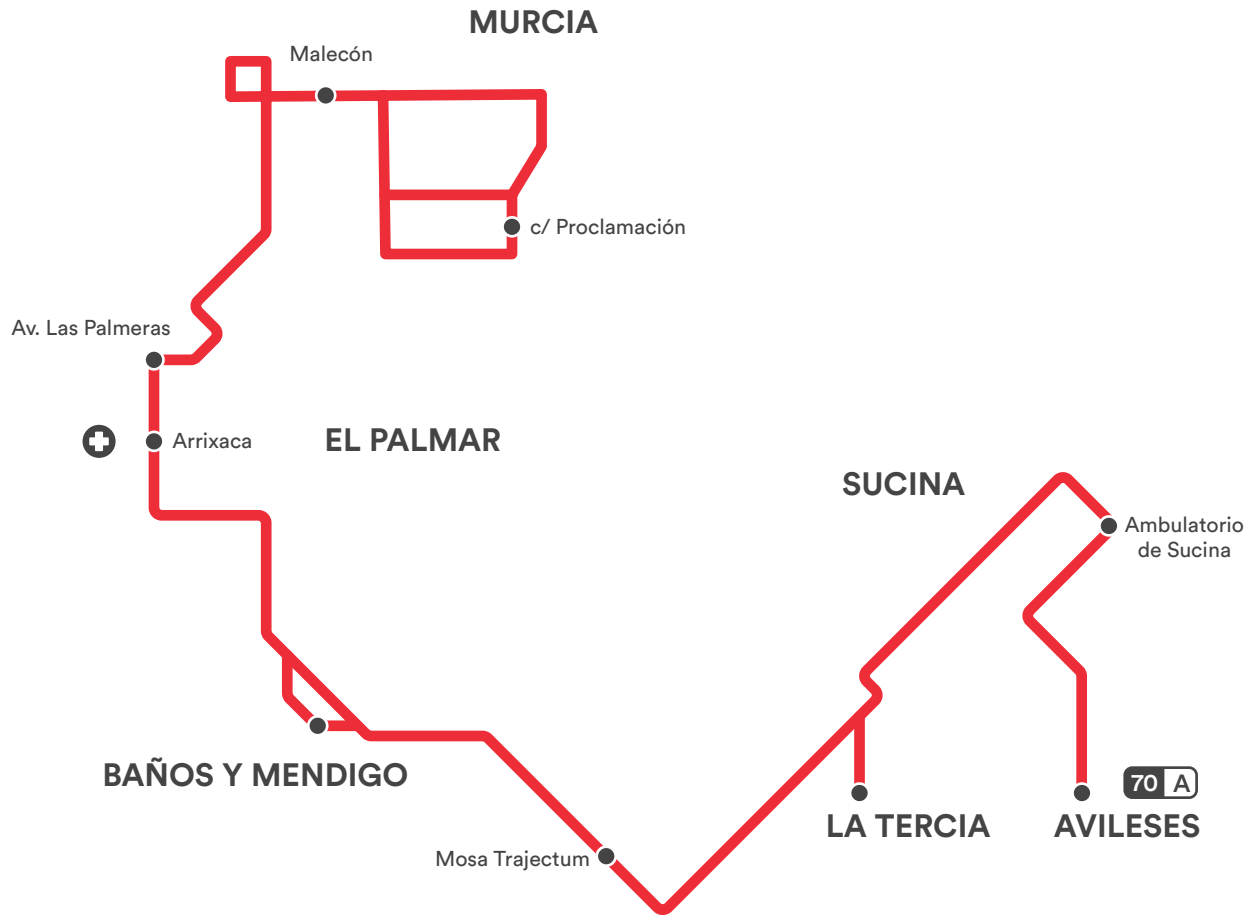 MURCIA
Malecón
c/ Proclamación
Av. Las Palmeras
Arrixaca
EL PALMAR
SUCINA
Ambulatorio
de Sucina
BAÑOS Y MENDIGO
70 A
LA TERCIA
AVILESES
Mosa Trajectum